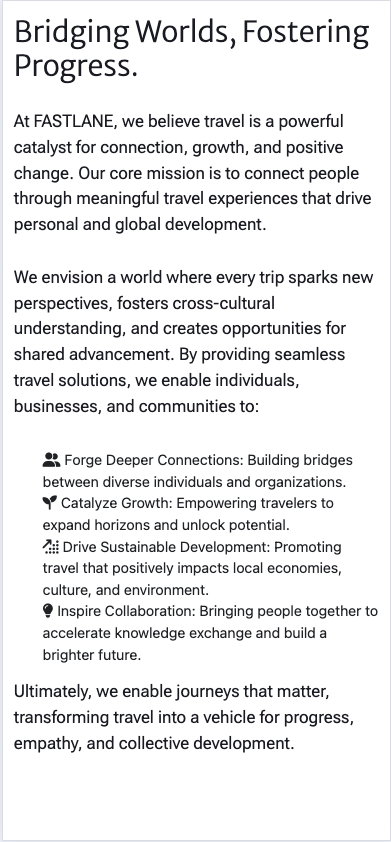 Bridging Worlds, Fostering
Progress.
At FASTLANE, we believe travel is a powerful
catalyst for connection, growth, and positive
change. Our core mission is to connect people
through meaningful travel experiences that drive
personal and global development.
We envision a world where every trip sparks new
perspectives, fosters cross-cultural
understanding, and creates opportunities for
shared advancement. By providing seamless
travel solutions, we enable individuals,
businesses, and communities to:
Forge Deeper Connections: Building bridges
between diverse individuals and organizations.
Catalyze Growth: Empowering travelers to
expand horizons and unlock potential.
Drive Sustainable Development: Promoting
travel that positively impacts local economies,
culture, and environment.
Inspire Collaboration: Bringing people together to
accelerate knowledge exchange and build a
brighter future.
Ultimately, we enable journeys that matter,
transforming travel into a vehicle for progress,
empathy, and collective development.